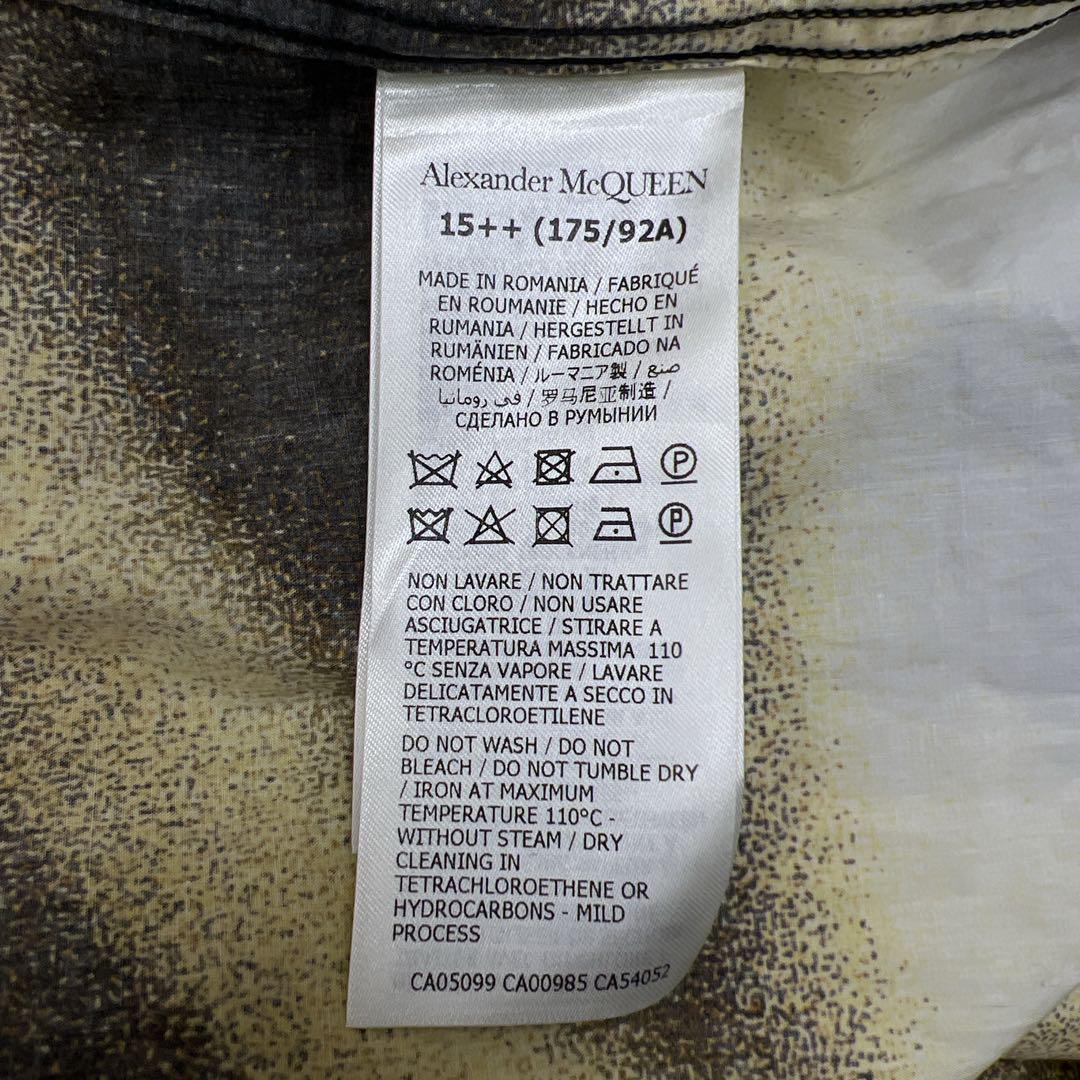 Alexander McQUEEN
15++ (175/92A)
MADE IN ROMANIA / FABRIQUÉ
EN ROUMANIE / HECHO EN
RUMANIA / HERGESTELLT IN
RUMÄNIEN / FABRICADO NA
ROMÉNIA / ルーマニア製 / صنع
في رومانيا / 罗马尼亚制造 /
СДЕЛАНО В РУМЫНИИ
P
P
NON LAVARE / NON TRATTARE
CON CLORO / NON USARE
ASCIUGATRICE / STIRARE A
TEMPERATURA MASSIMA 110
°C SENZA VAPORE / LAVARE
DELICATAMENTE A SECCO IN
TETRACLOROETILENE
DO NOT WASH / DO NOT
BLEACH / DO NOT TUMBLE DRY
/ IRON AT MAXIMUM
TEMPERATURE 110°C -
WITHOUT STEAM / DRY
CLEANING IN
TETRACHLOROETHENE OR
HYDROCARBONS - MILD
PROCESS
CA05099 CA00985 CA54052